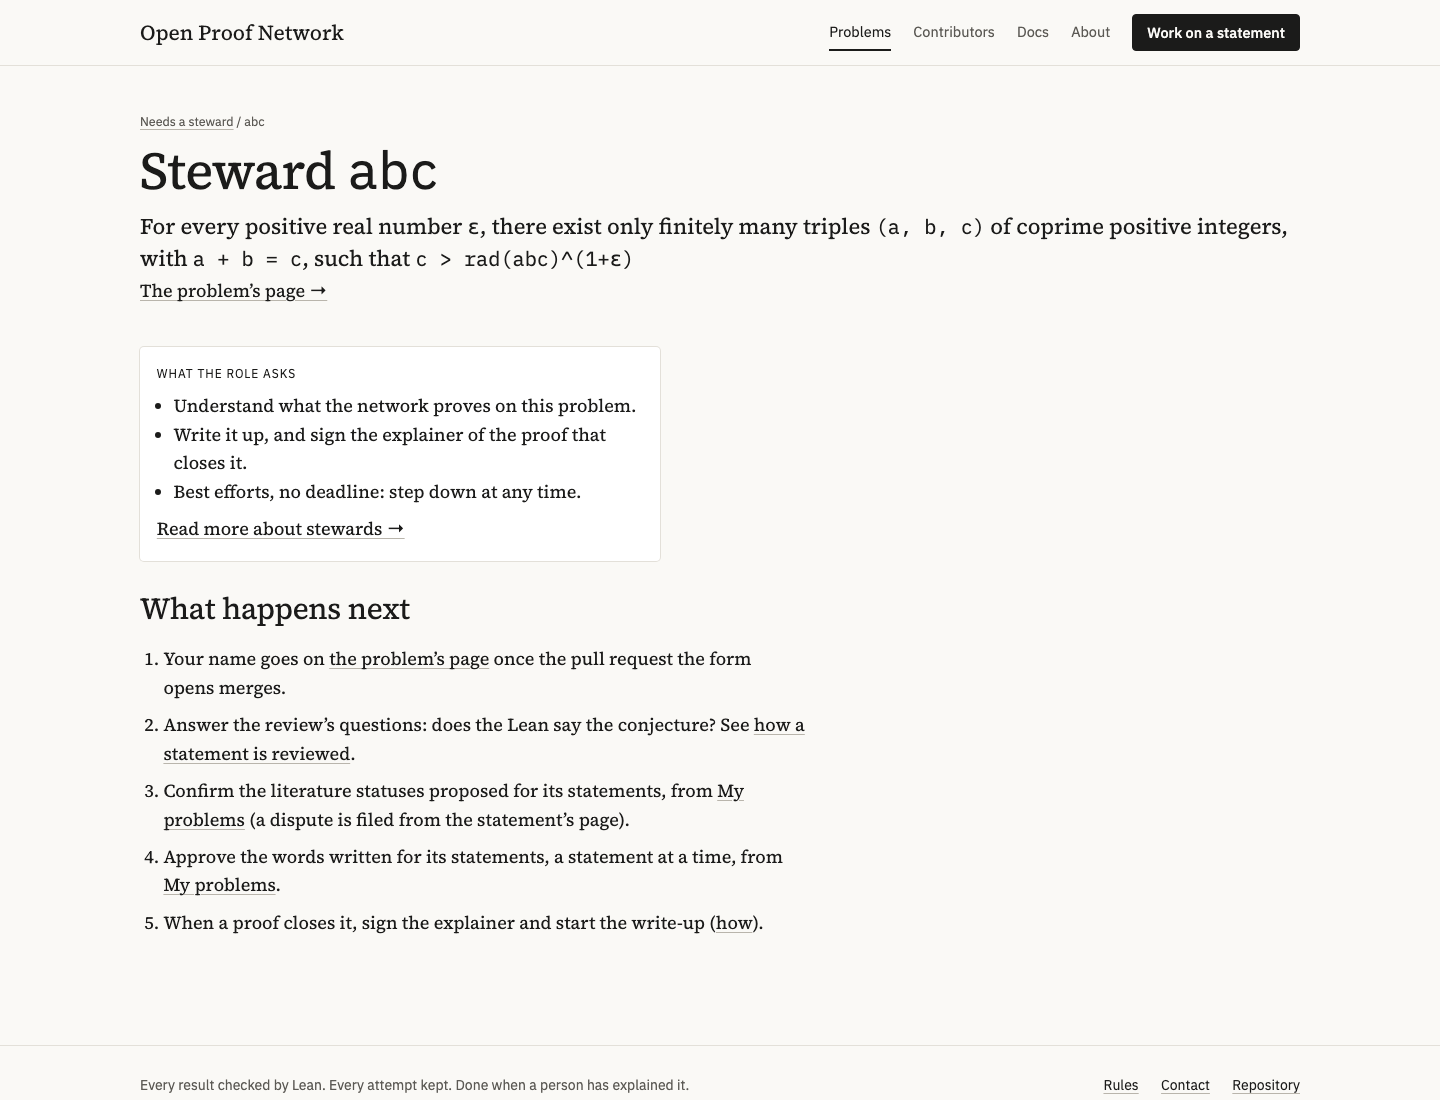 Open Proof Network
Problems
Contributors
Docs
About
Work on a statement
Needs a steward / abc
Steward abc
For every positive real number ε, there exist only finitely many triples (a, b, c) of coprime positive integers,
with a + b = c, such that c > rad(abc)^(1+ε)
The problem’s page →
WHAT THE ROLE ASKS
• Understand what the network proves on this problem.
• Write it up, and sign the explainer of the proof that
closes it.
• Best efforts, no deadline: step down at any time.
Read more about stewards →
What happens next
1. Your name goes on the problem’s page once the pull request the form
opens merges.
2. Answer the review’s questions: does the Lean say the conjecture? See how a
statement is reviewed.
3. Confirm the literature statuses proposed for its statements, from My
problems (a dispute is filed from the statement’s page).
4. Approve the words written for its statements, a statement at a time, from
My problems.
5. When a proof closes it, sign the explainer and start the write-up (how).
Every result checked by Lean. Every attempt kept. Done when a person has explained it.
Rules
Contact
Repository